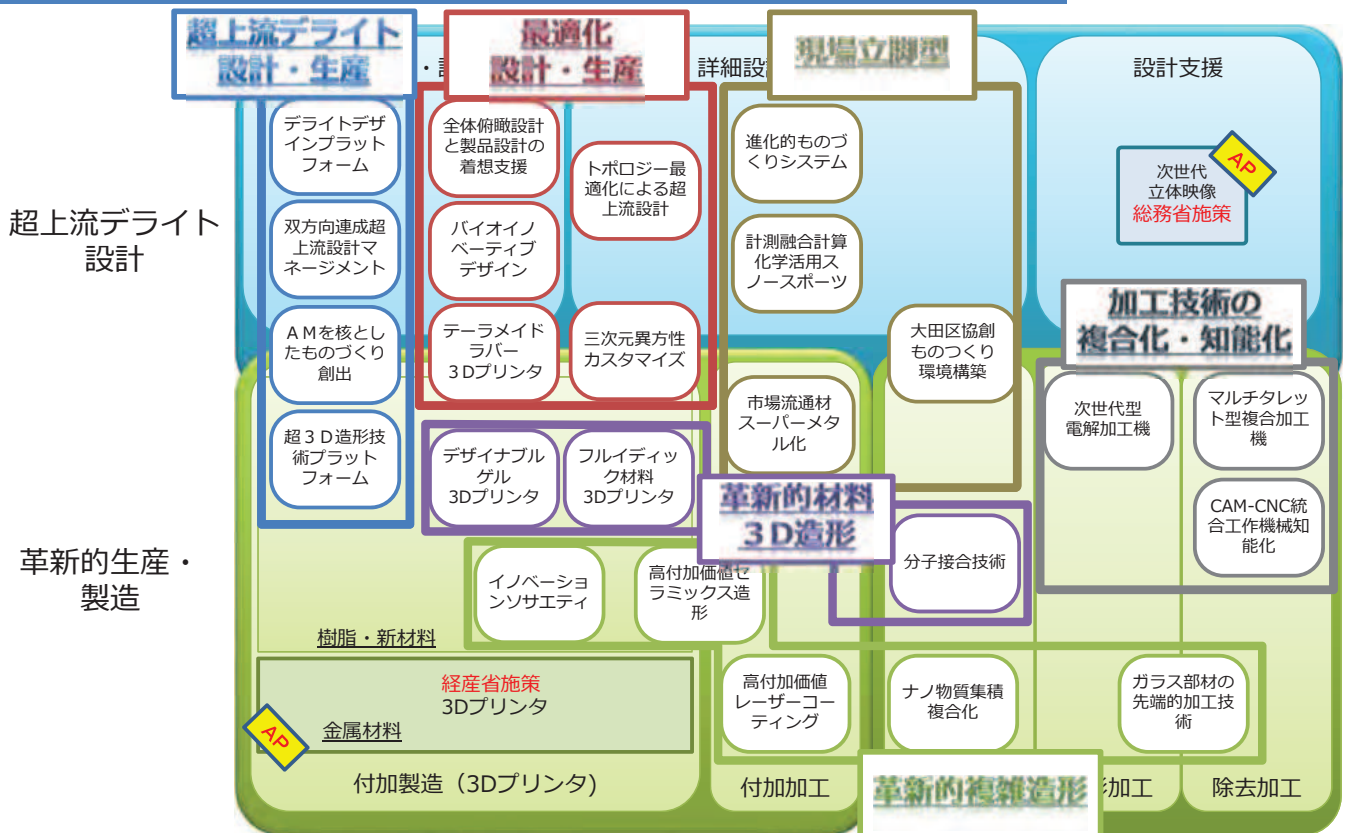 超上流デライト
設計・生産
最適化
設計・生産
現場立脚型
詳細設
設計支援
デライトデザ
インプラット
フォーム
全体俯瞰設計
と製品設計の
着想支援
トポロジー最
適化による超
上流設計
進化的ものづ
くりシステム
次世代
立体映像
総務省施策
AP
超上流デライト
設計
双方向連成超
上流設計マ
ネージメント
バイオイノ
ベーティブ
デザイン
計測融合計算
化学活用ス
ノースポーツ
加工技術の
複合化・知能化
ＡＭを核とし
たものづくり
創出
テーラメイド
ラバー
３Ｄプリンタ
三次元異方性
カスタマイズ
大田区協創
ものつくり
環境構築
市場流通材
スーパーメタ
ル化
次世代型
電解加工機
マルチタレッ
ト型複合加工
機
超３Ｄ造形技
術プラット
フォーム
デザイナブル
ゲル
3Dプリンタ
フルイディッ
ク材料
3Dプリンタ
革新的材料
３D造形
CAM-CNC統
合工作機械知
能化
革新的生産・
製造
イノベーショ
ンソサエティ
高付加価値セ
ラミックス造
形
分子接合技術
樹脂・新材料
経産省施策
3Dプリンタ
金属材料
AP
高付加価値
レーザーコー
ティング
ナノ物質集積
複合化
ガラス部材の
先端的加工技
術
付加製造（3Dプリンタ)
付加加工
革新的複雑造形
加工
除去加工